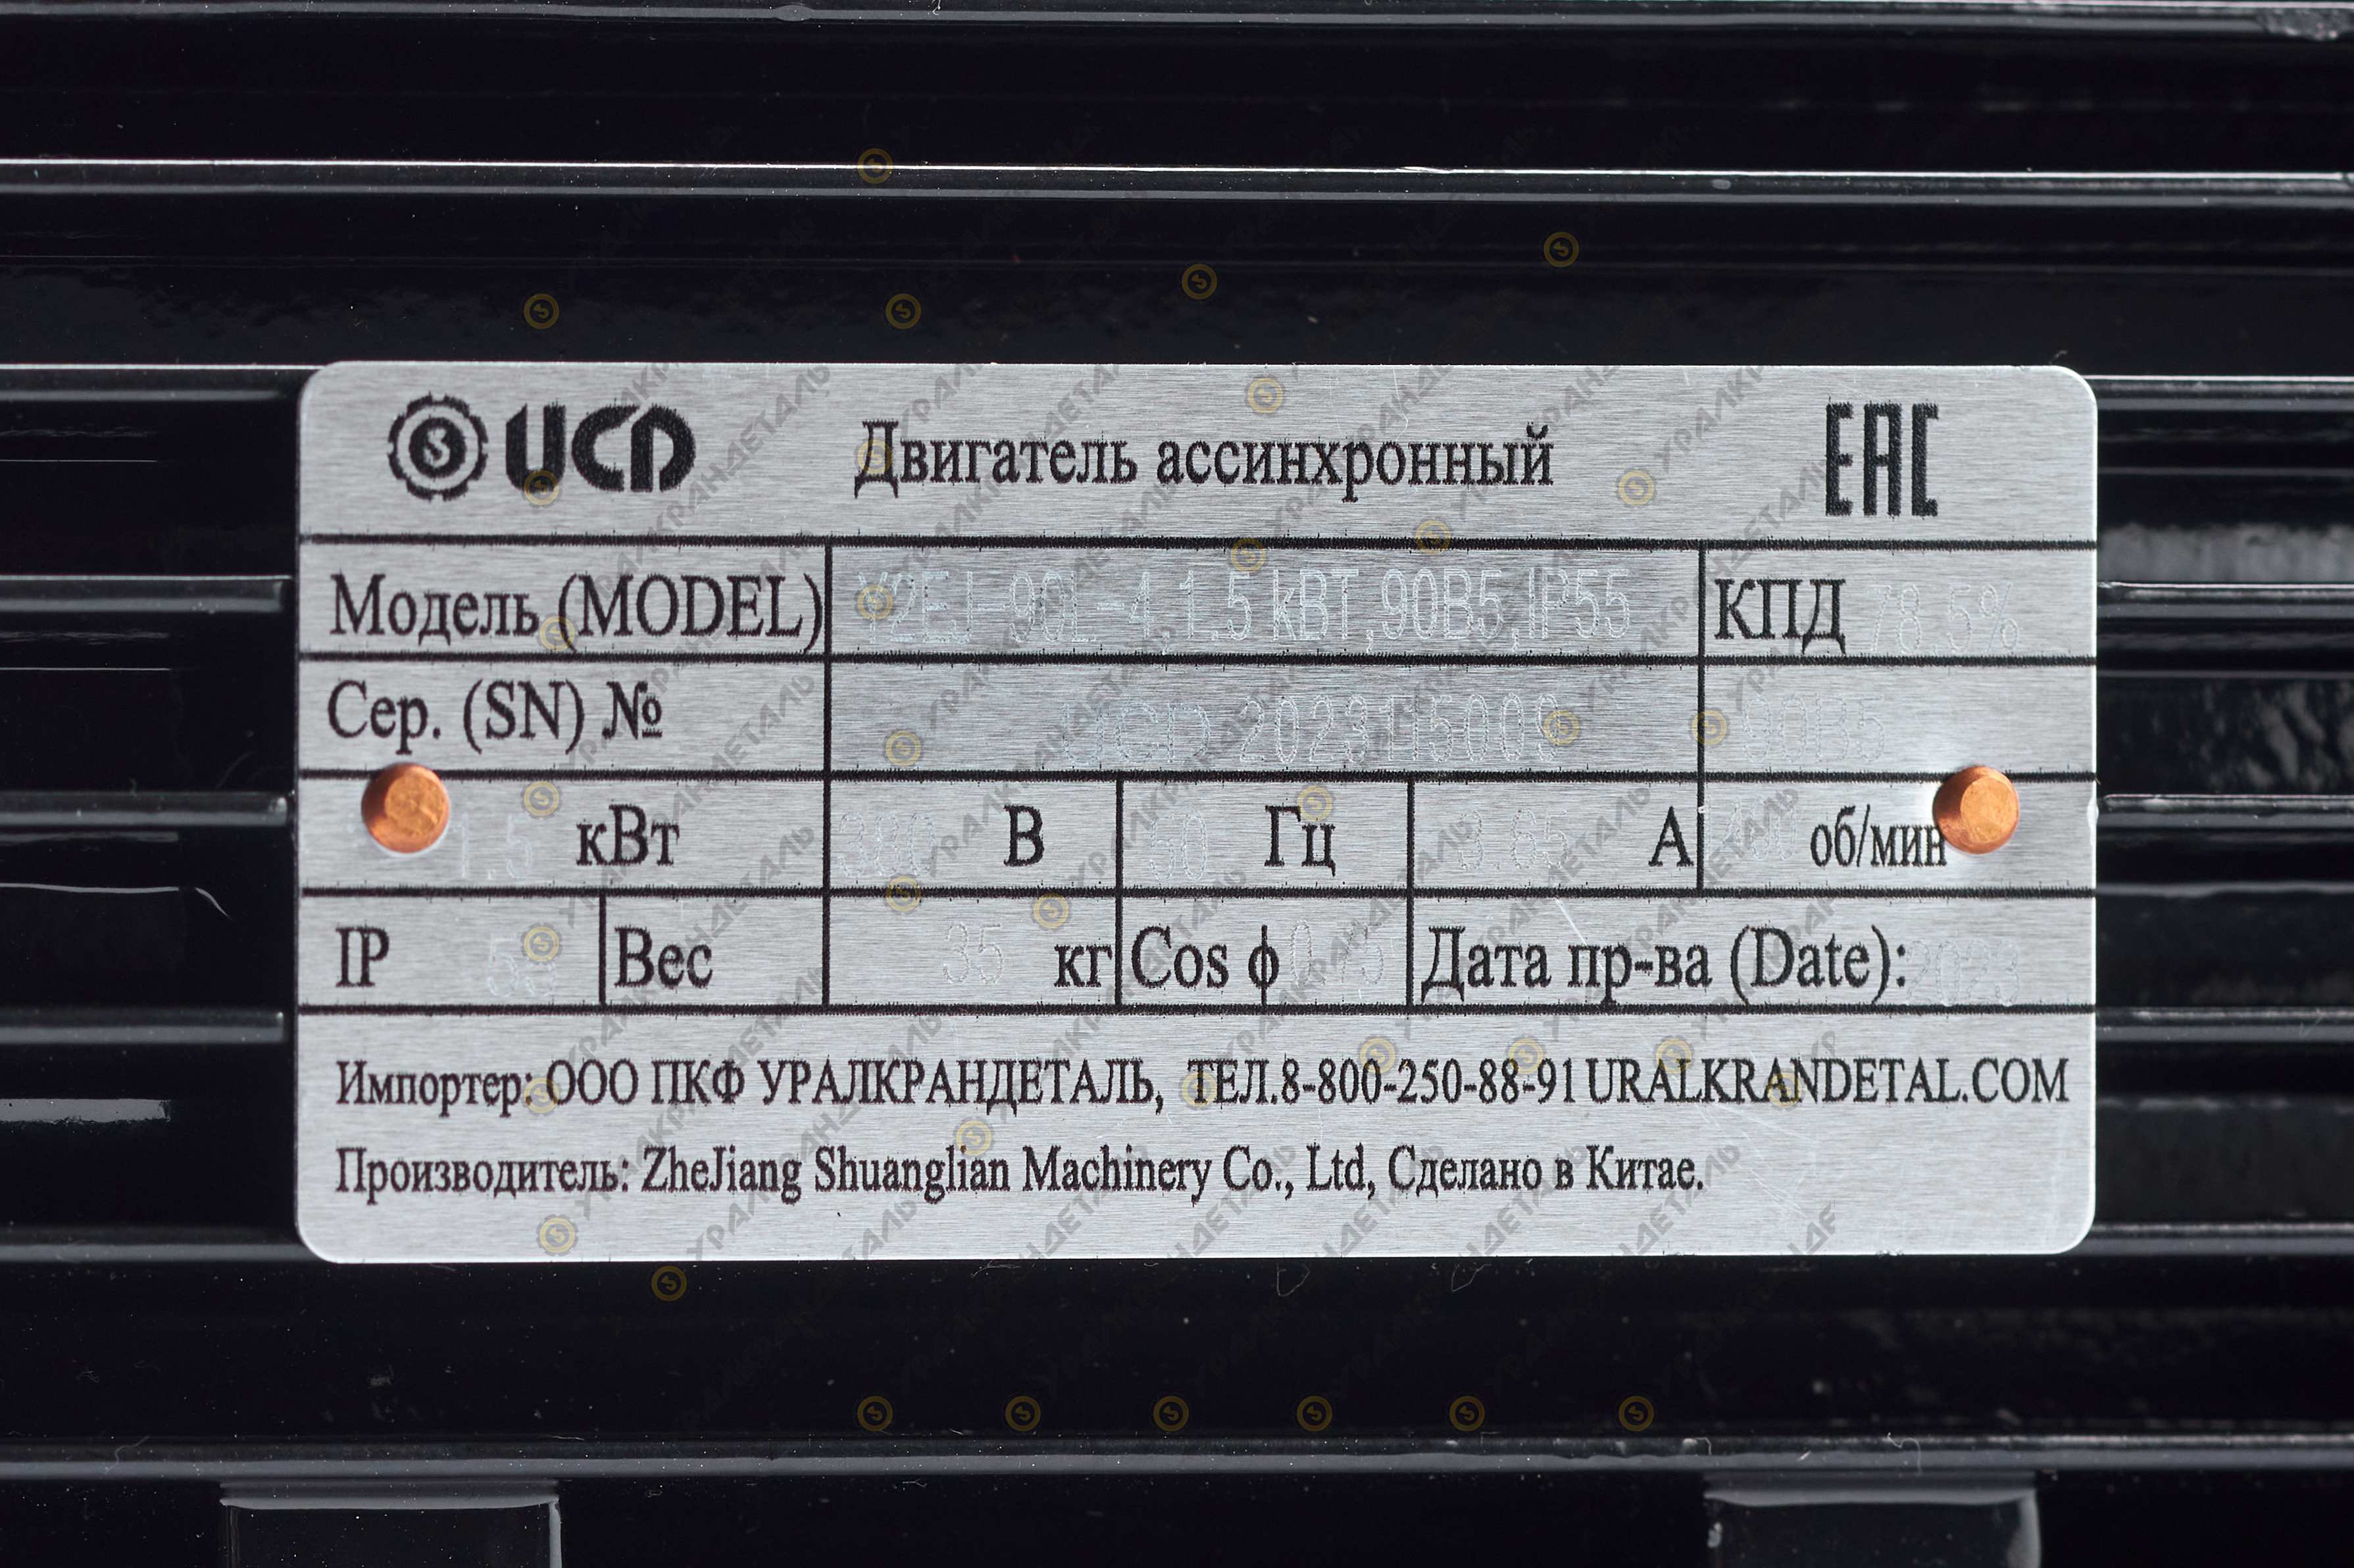 UCD Двигатель ассинхронный EAC
Модель (MODEL) Y2EJ-90L-4 1.5 kBT,90B5,IP55 КПД 78.5%
Сер. (SN) № UCD 90B5
1.5 кВт 380 В 50 Гц 3.65 А об/мин
IP 55 Вес 35 кг Cos ф Дата пр-ва (Date): 2023
Импортер: ООО ПКФ УРАЛКРАНДЕТАЛЬ, ТЕЛ.8-800-250-88-91 URALKRANDETAL.COM
Производитель: ZheJiang Shuanglian Machinery Co., Ltd, Сделано в Китае.